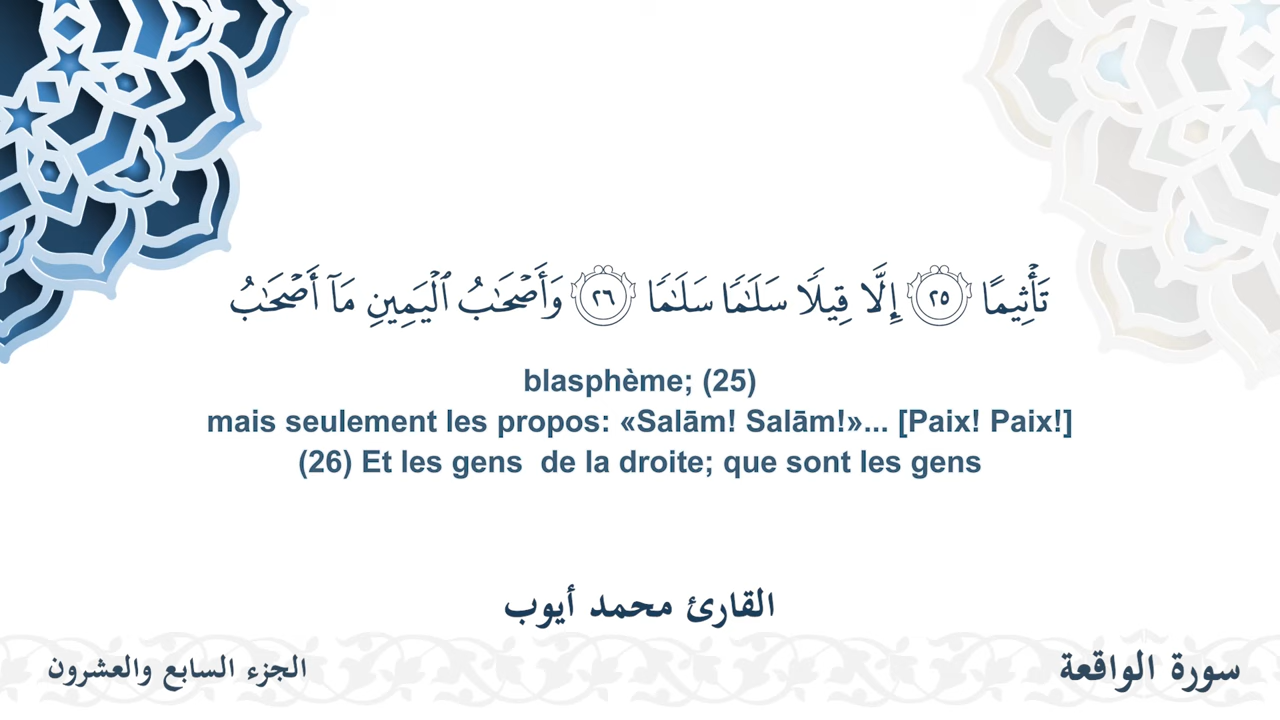 تَأۡثِيمًا ٢٥ إِلَّا قِيلٗا سَلَٰمٗا سَلَٰمٗا ٢٦ وَأَصۡحَٰبُ ٱلۡيَمِينِ مَآ أَصۡحَٰبُ
blasphème; (25)
mais seulement les propos: «Salām! Salām!»... [Paix! Paix!]
(26) Et les gens  de la droite; que sont les gens
القارئ محمد أيوب
سورة الواقعة
الجزء السابع والعشرون